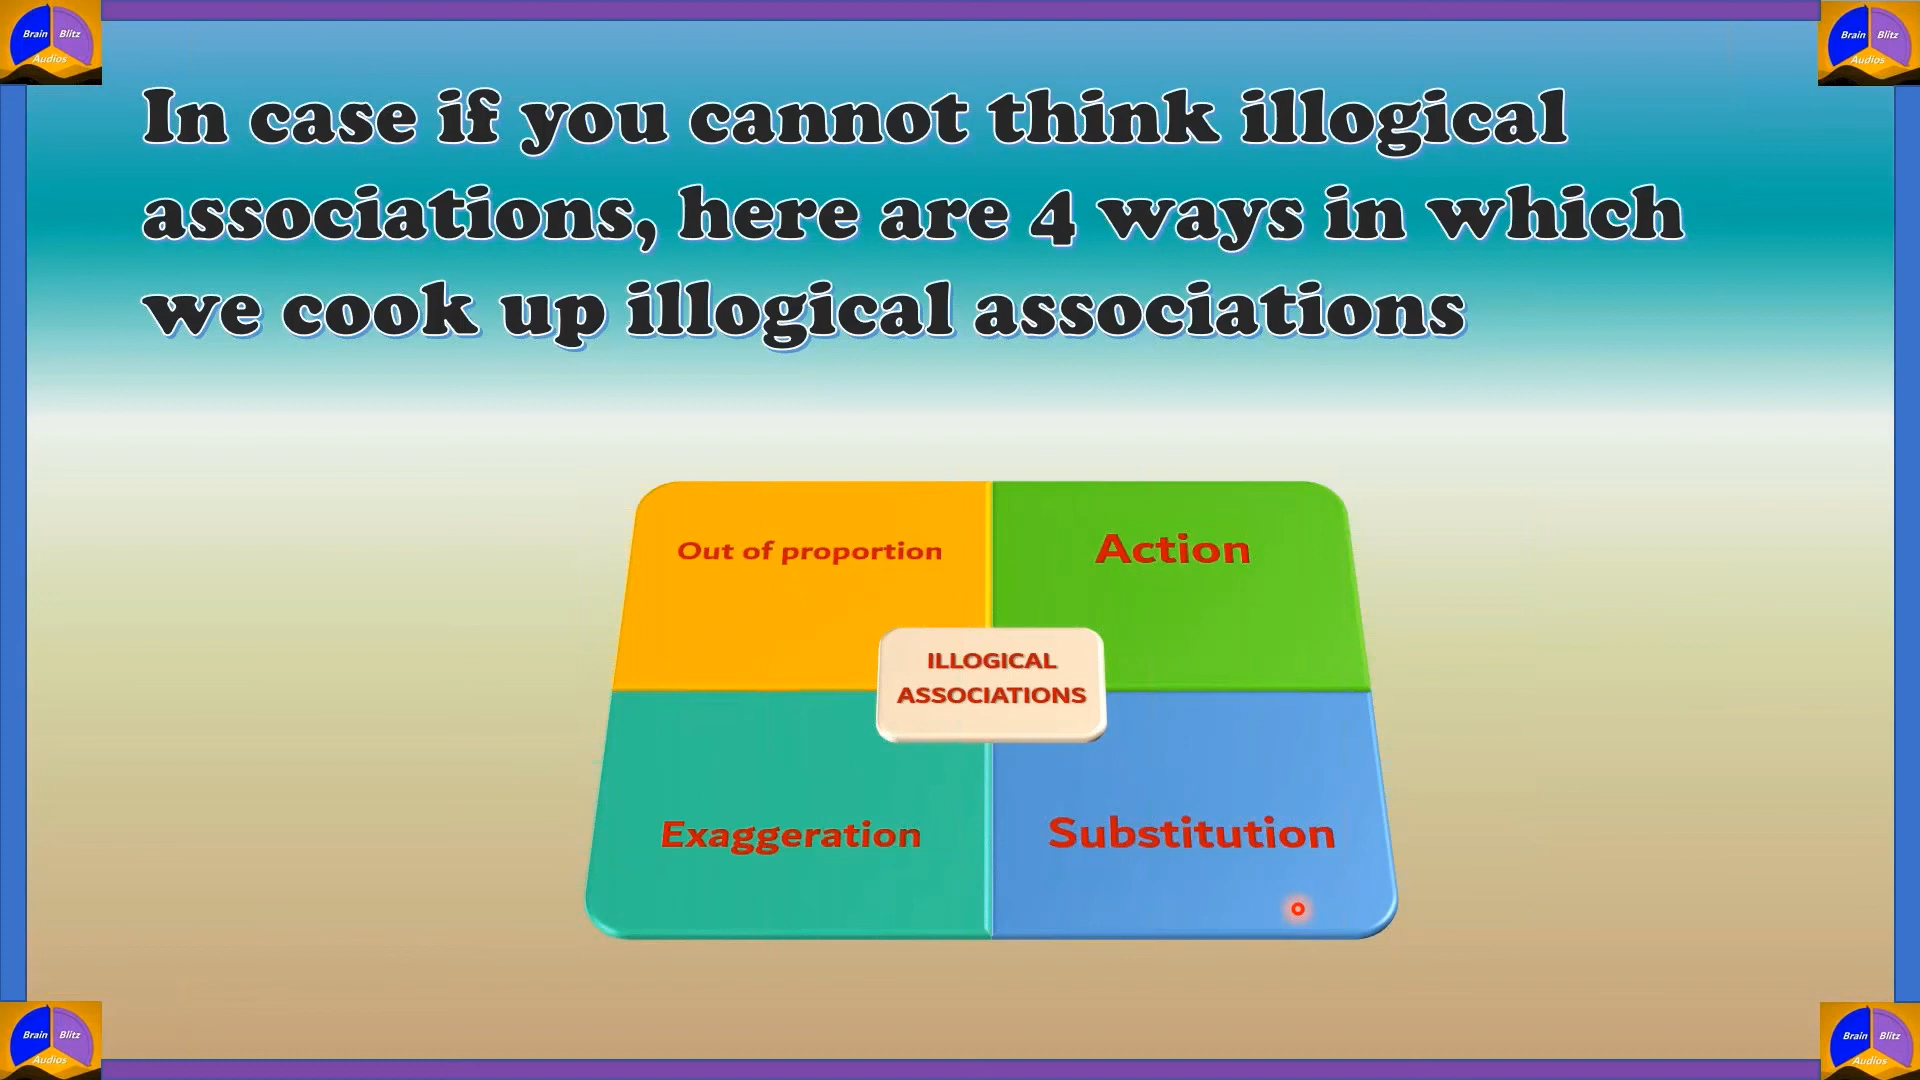 Brain Blitz
Audios
Brain Blitz
Audios
In case if you cannot think illogical
associations, here are 4 ways in which
we cook up illogical associations
Out of proportion
Action
ILLOGICAL
ASSOCIATIONS
Exaggeration
Substitution
Brain Blitz
Audios
Brain Blitz
Audios